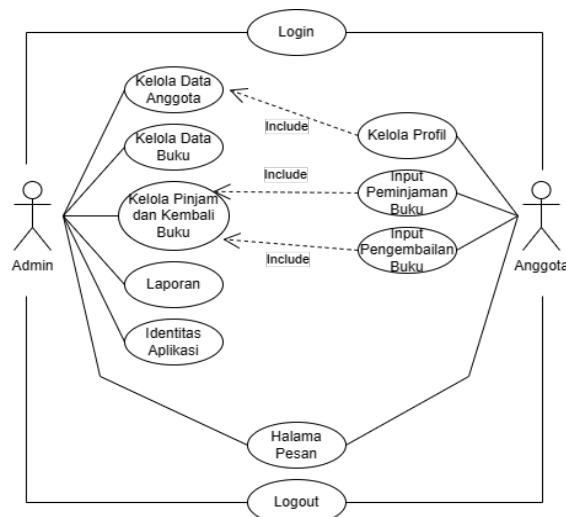 Login
Kelola Data
Anggota
Include
Kelola Profil
Kelola Data
Buku
Include
Input
Peminjaman
Buku
Kelola Pinjam
dan Kembali
Buku
Input
Pengembailan
Buku
Include
Admin
Anggota
Laporan
Identitas
Aplikasi
Halama
Pesan
Logout